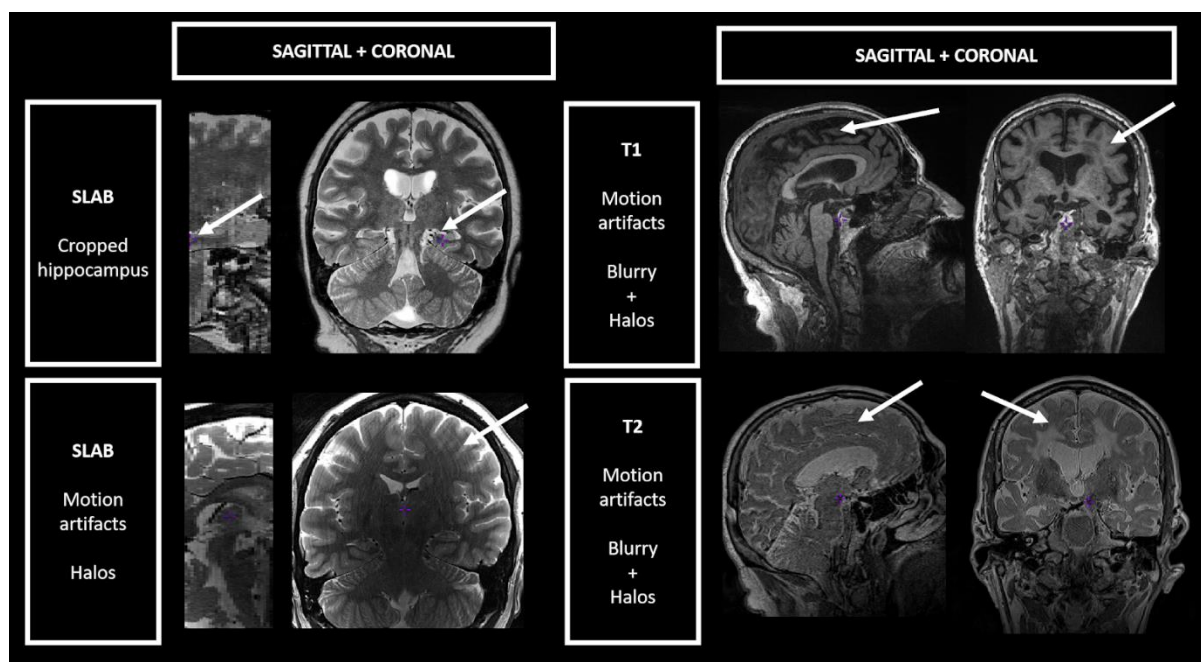 SAGITTAL + CORONAL
SAGITTAL + CORONAL
SLAB
Cropped
hippocampus
T1
Motion
artifacts
Blurry
+
Halos
SLAB
Motion
artifacts
Halos
T2
Motion
artifacts
Blurry
+
Halos